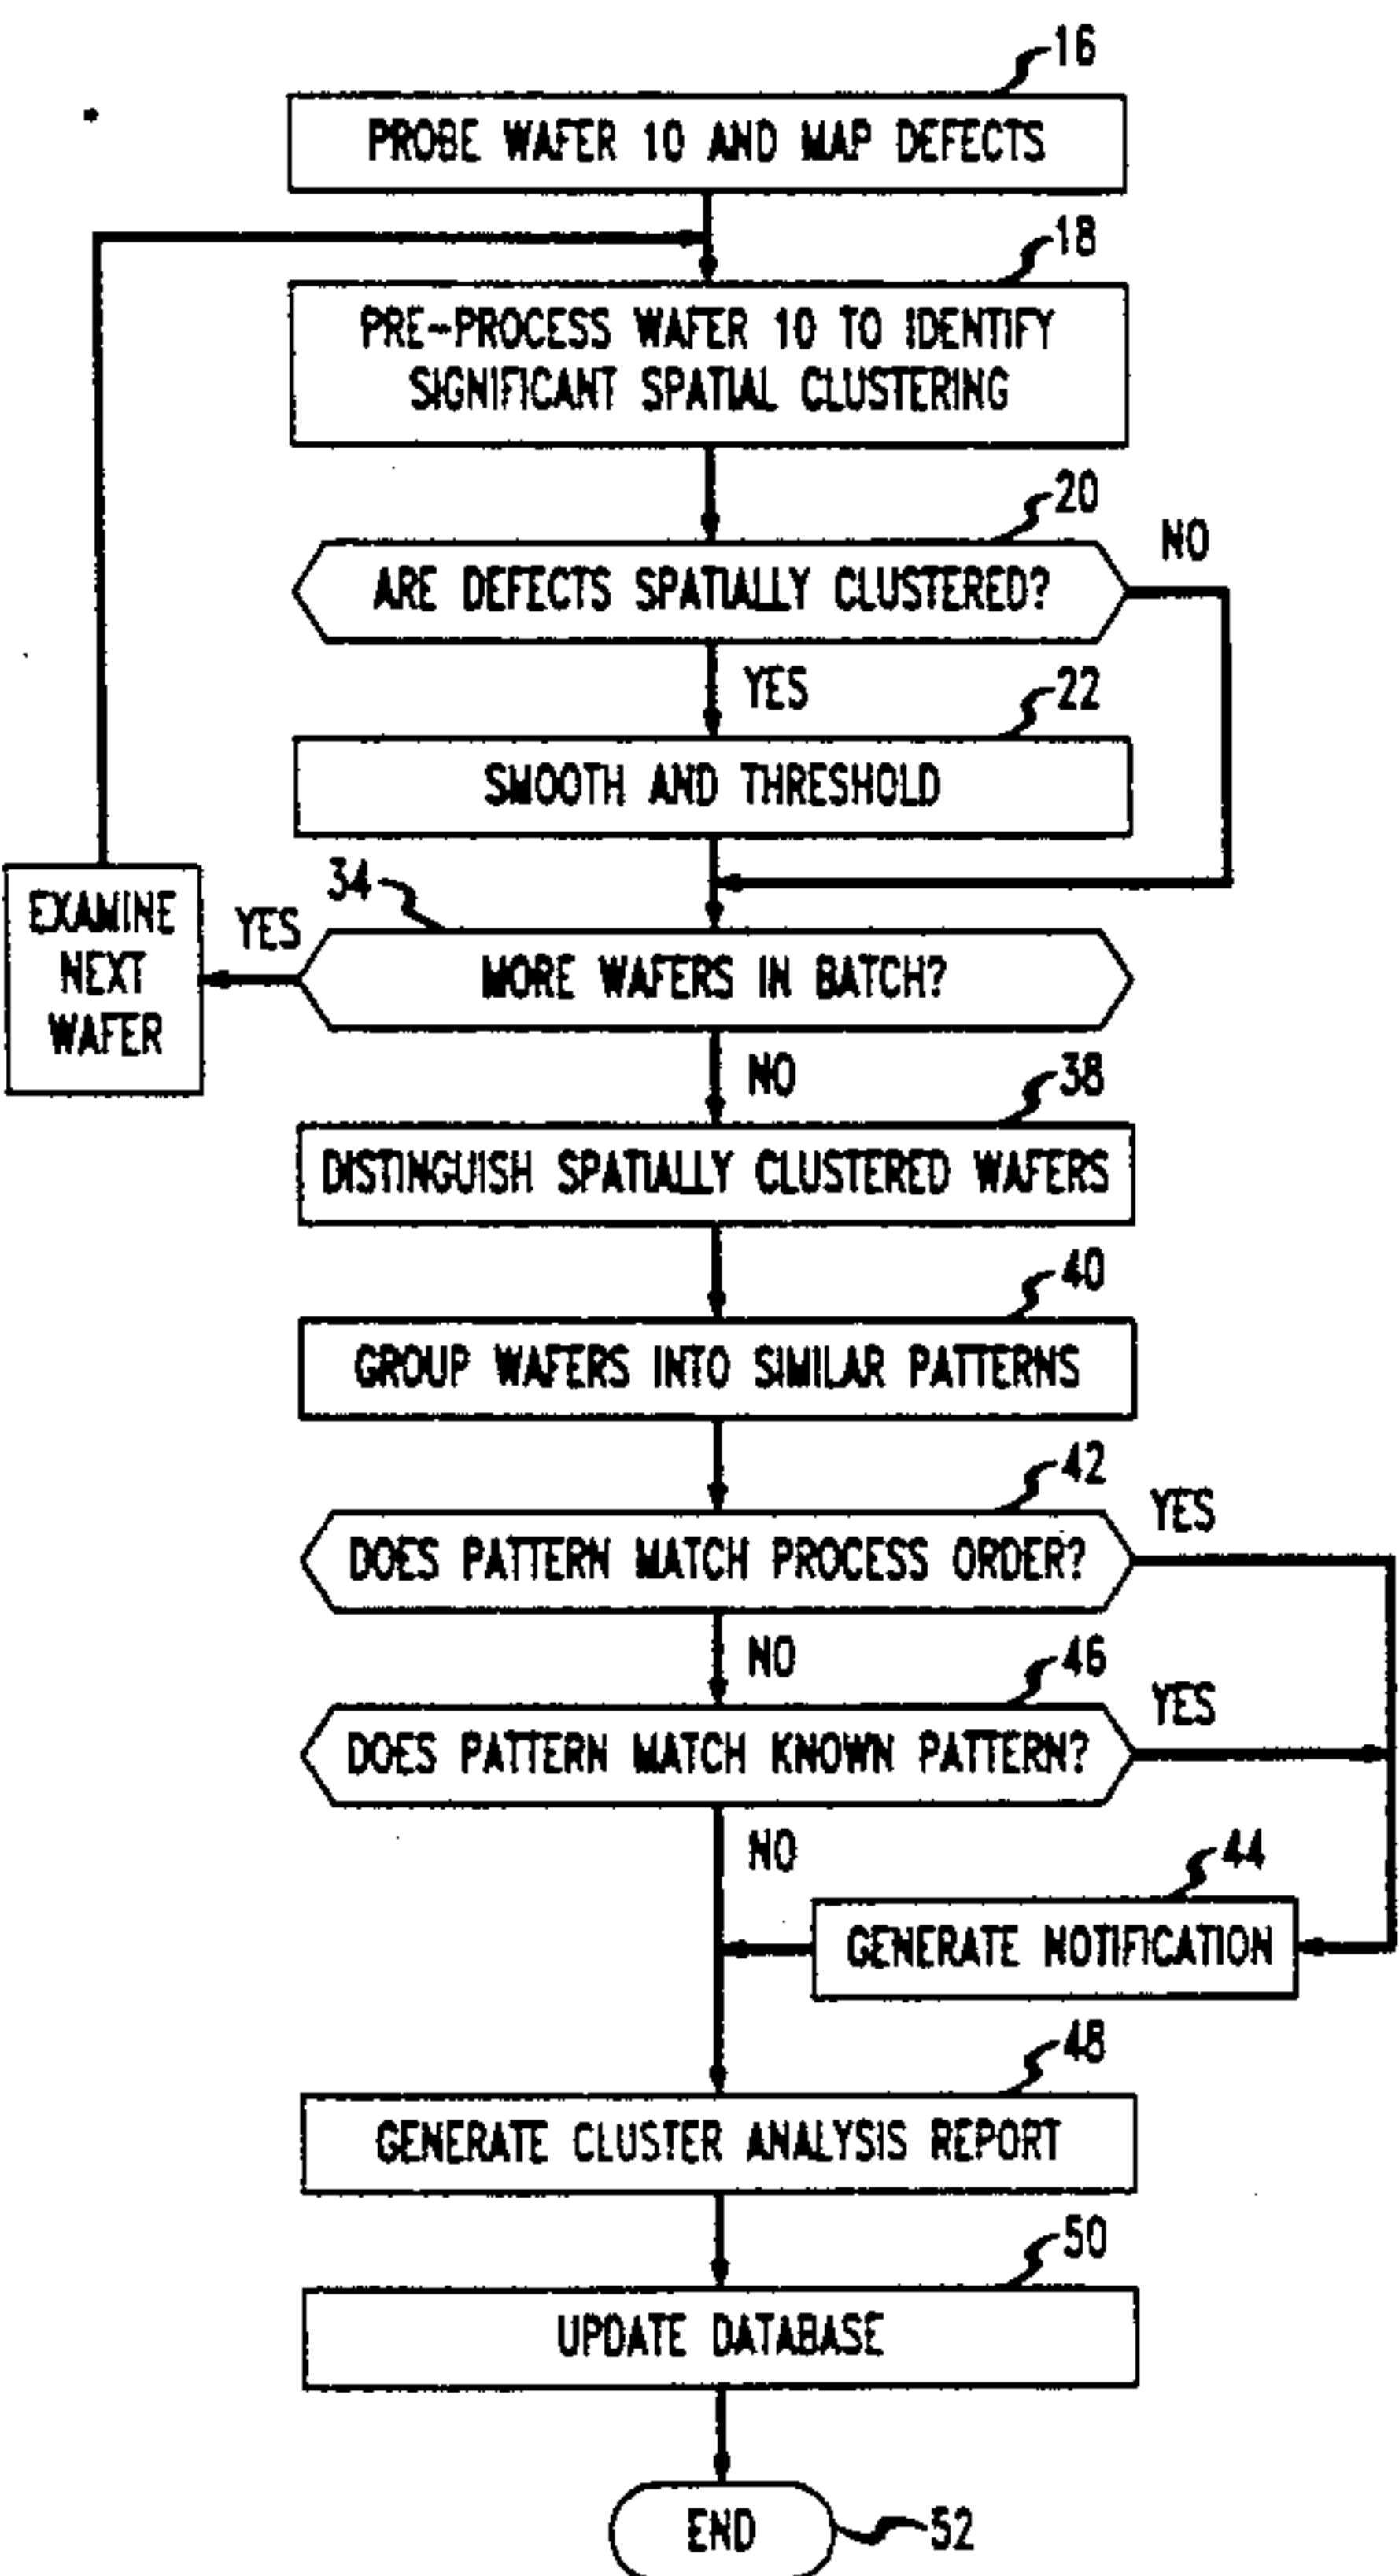 16
PROBE WAFER 10 AND MAP DEFECTS
18
PRE-PROCESS WAFER 10 TO IDENTIFY
SIGNIFICANT SPATIAL CLUSTERING
20
NO
ARE DEFECTS SPATIALLY CLUSTERED?
YES
22
SMOOTH AND THRESHOLD
34
EXAMINE
NEXT
WAFER
YES
MORE WAFERS IN BATCH?
NO
38
DISTINGUISH SPATIALLY CLUSTERED WAFERS
40
GROUP WAFERS INTO SIMILAR PATTERNS
42
YES
DOES PATTERN MATCH PROCESS ORDER?
NO
46
YES
DOES PATTERN MATCH KNOWN PATTERN?
NO
44
GENERATE NOTIFICATION
48
GENERATE CLUSTER ANALYSIS REPORT
50
UPDATE DATABASE
END
52